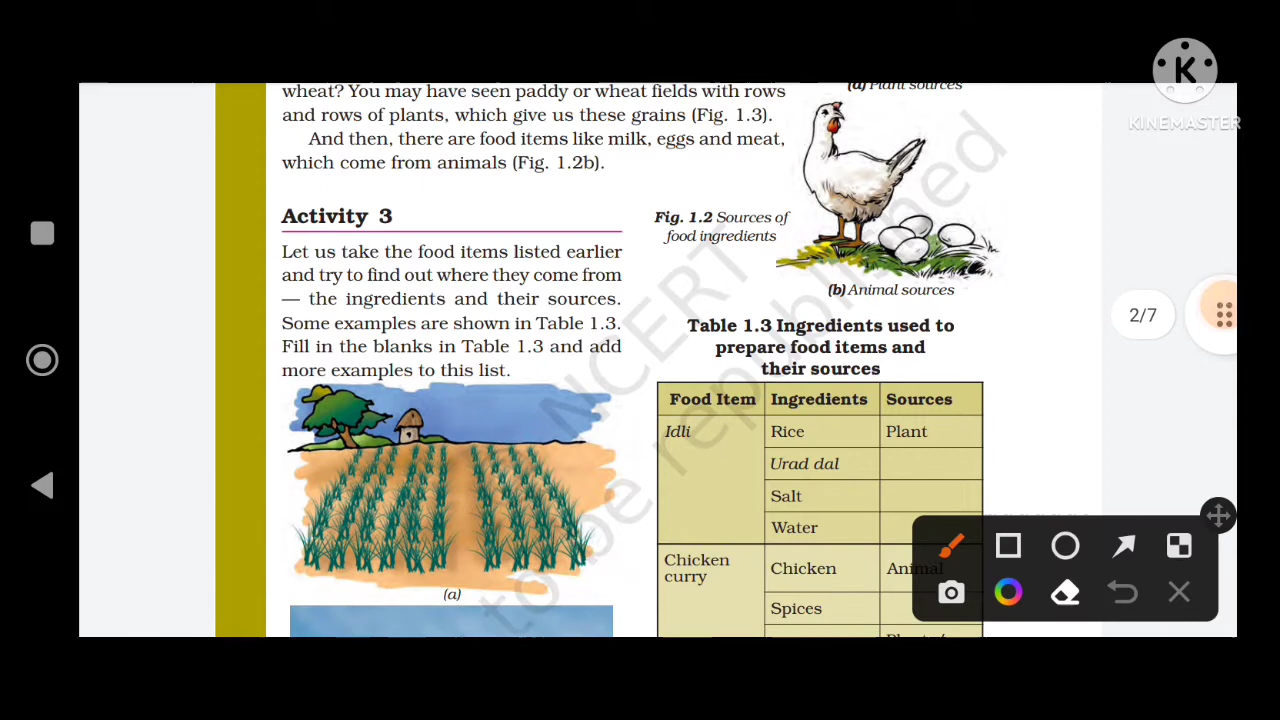 wheat? You may have seen paddy or wheat fields with rows
and rows of plants, which give us these grains (Fig. 1.3).
And then, there are food items like milk, eggs and meat,
which come from animals (Fig. 1.2b).
Activity 3
Let us take the food items listed earlier
and try to find out where they come from
— the ingredients and their sources.
Some examples are shown in Table 1.3.
Fill in the blanks in Table 1.3 and add
more examples to this list.
(a)
(a) Plant sources
Fig. 1.2 Sources of
food ingredients
(b) Animal sources
Table 1.3 Ingredients used to
prepare food items and
their sources
Food Item Ingredients Sources
Idli Rice Plant
Urad dal
Salt
Water
Chicken
curry
Chicken Animal
Spices
NCERT
to be republished
2/7
K
KINEMASTER